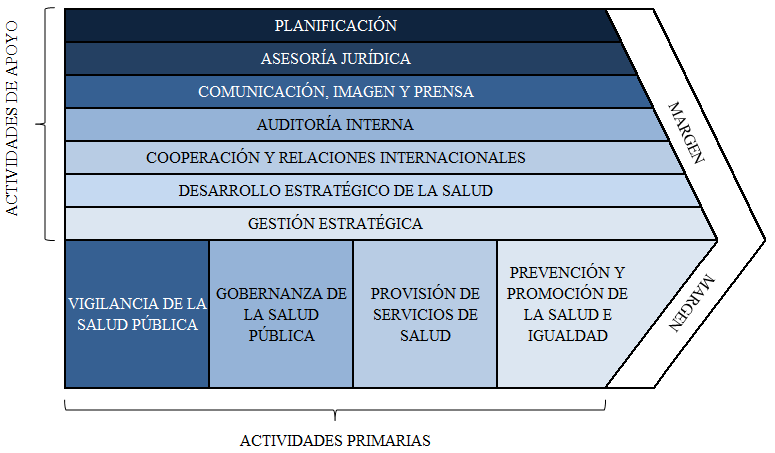 ACTIVIDADES DE APOYO
PLANIFICACIÓN
ASESORÍA JURÍDICA
COMUNICACIÓN, IMAGEN Y PRENSA
AUDITORÍA INTERNA
COOPERACIÓN Y RELACIONES INTERNACIONALES
DESARROLLO ESTRATÉGICO DE LA SALUD
GESTIÓN ESTRATÉGICA
MARGEN
VIGILANCIA DE LA
SALUD PÚBLICA
GOBERNANZA DE
LA SALUD
PÚBLICA
PROVISIÓN DE
SERVICIOS DE
SALUD
PREVENCIÓN Y
PROMOCIÓN DE
LA SALUD E
IGUALDAD
MARGEN
ACTIVIDADES PRIMARIAS